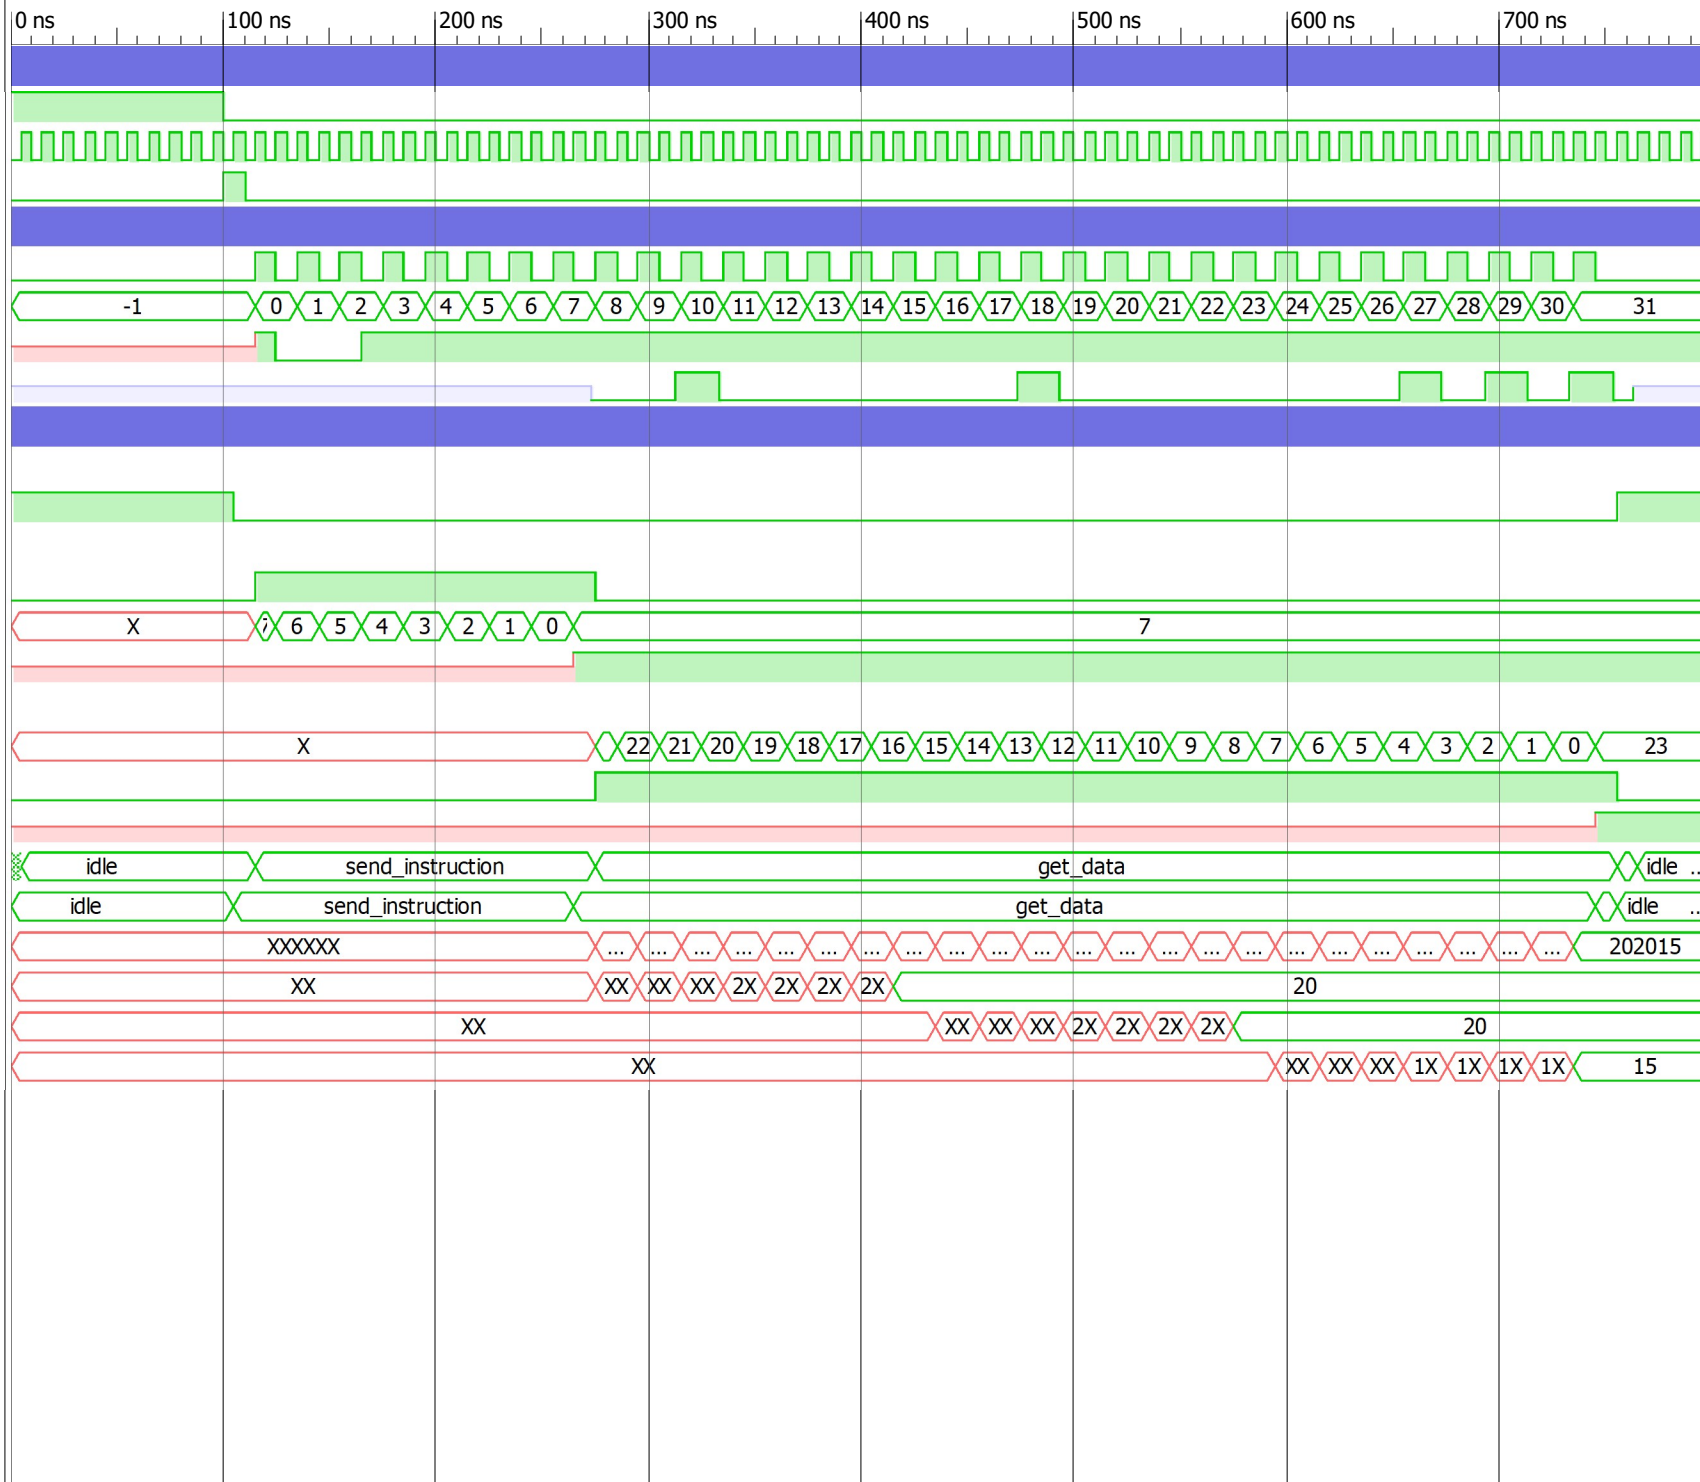 0 ns 100 ns 200 ns 300 ns 400 ns 500 ns 600 ns 700 ns
-1 0 1 2 3 4 5 6 7 8 9 10 11 12 13 14 15 16 17 18 19 20 21 22 23 24 25 26 27 28 29 30 31
X 6 5 4 3 2 1 0 7
X 22 21 20 19 18 17 16 15 14 13 12 11 10 9 8 7 6 5 4 3 2 1 0 23
idle send_instruction get_data idle ..
idle send_instruction get_data idle ..
XXXXXX ... ... ... ... ... ... ... ... ... ... ... ... ... ... ... ... ... ... ... ... ... ... ... 202015
XX XX XX XX 2X 2X 2X 2X 20
XX XX XX XX 2X 2X 2X 2X 20
XX XX XX XX 1X 1X 1X 1X 15